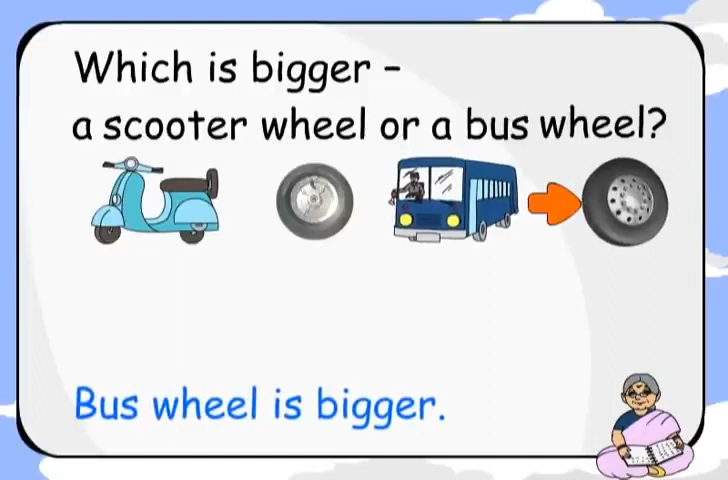 Which is bigger –
a scooter wheel or a bus wheel?
Bus wheel is bigger.